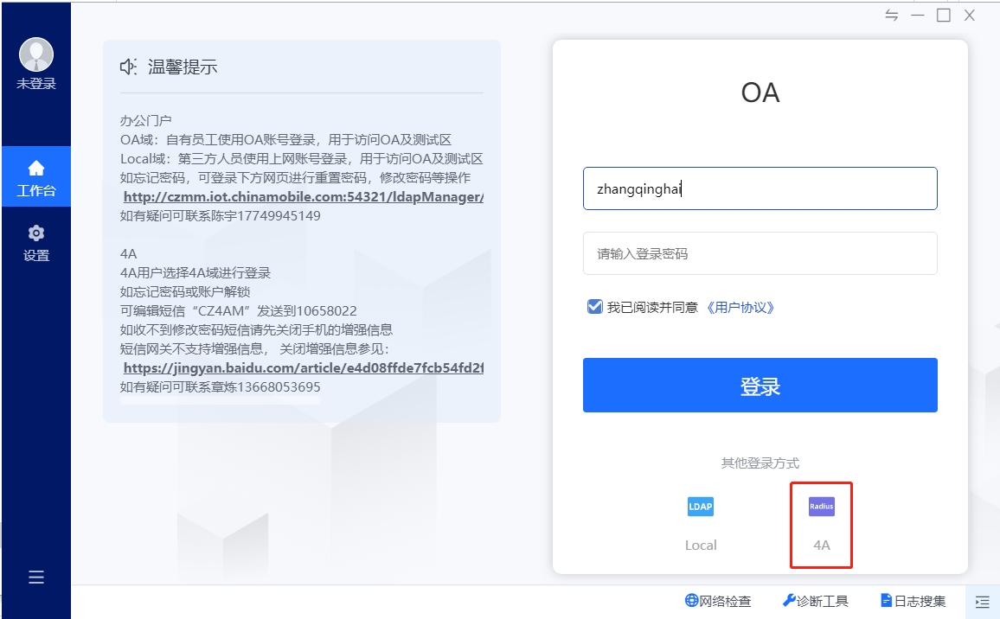 未登录
工作台
设置
温馨提示
办公门户
OA域：自有员工使用OA账号登录，用于访问OA及测试区
Local域：第三方人员使用上网账号登录，用于访问OA及测试区
如忘记密码，可登录下方网页进行重置密码，修改密码等操作
http://czmm.iot.chinamobile.com:54321/ldapManager/
如有疑问可联系陈宇17749945149
4A
4A用户选择4A域进行登录
如忘记密码或账户解锁
可编辑短信“CZ4AM”发送到10658022
如收不到修改密码短信请先关闭手机的增强信息
短信网关不支持增强信息， 关闭增强信息参见：
https://jingyan.baidu.com/article/e4d08ffde7fcb54fd2f
如有疑问可联系章炼13668053695
OA
zhangqinghai
请输入登录密码
我已阅读并同意 《用户协议》
登录
其他登录方式
LDAP
Local
Radius
4A
网络检查
诊断工具
日志搜集